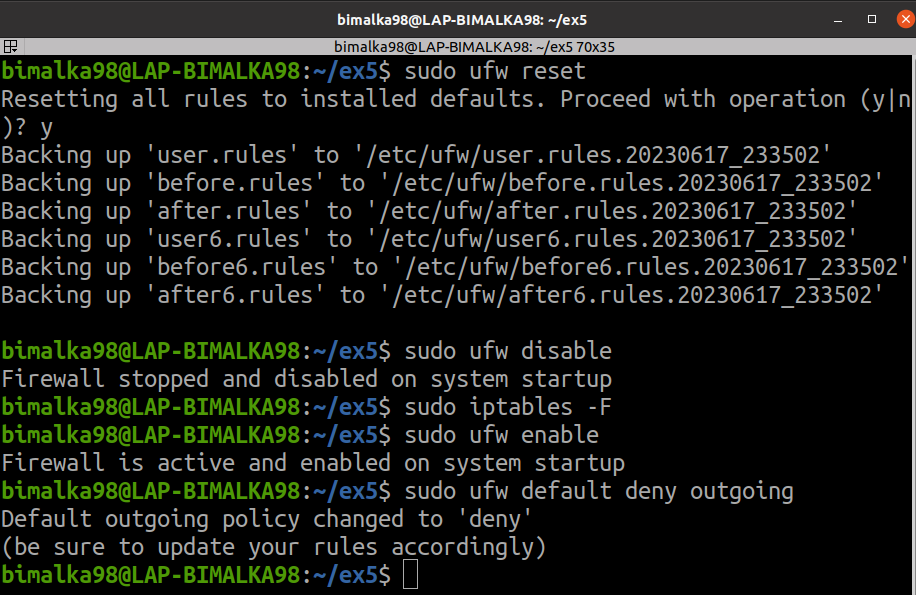 bimalka98@LAP-BIMALKA98: ~/ex5
bimalka98@LAP-BIMALKA98: ~/ex5 70x35
bimalka98@LAP-BIMALKA98:~/ex5$ sudo ufw reset
Resetting all rules to installed defaults. Proceed with operation (y|n
)? y
Backing up 'user.rules' to '/etc/ufw/user.rules.20230617_233502'
Backing up 'before.rules' to '/etc/ufw/before.rules.20230617_233502'
Backing up 'after.rules' to '/etc/ufw/after.rules.20230617_233502'
Backing up 'user6.rules' to '/etc/ufw/user6.rules.20230617_233502'
Backing up 'before6.rules' to '/etc/ufw/before6.rules.20230617_233502'
Backing up 'after6.rules' to '/etc/ufw/after6.rules.20230617_233502'
bimalka98@LAP-BIMALKA98:~/ex5$ sudo ufw disable
Firewall stopped and disabled on system startup
bimalka98@LAP-BIMALKA98:~/ex5$ sudo iptables -F
bimalka98@LAP-BIMALKA98:~/ex5$ sudo ufw enable
Firewall is active and enabled on system startup
bimalka98@LAP-BIMALKA98:~/ex5$ sudo ufw default deny outgoing
Default outgoing policy changed to 'deny'
(be sure to update your rules accordingly)
bimalka98@LAP-BIMALKA98:~/ex5$